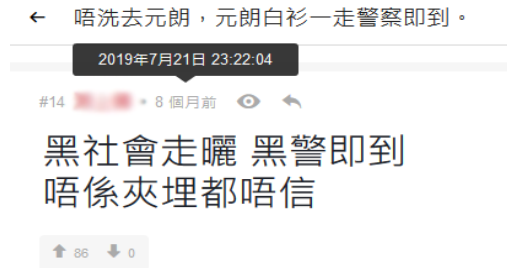 唔洗去元朗，元朗白衫一走警察即到。
2019年7月21日 23:22:04
#14 • 8 個月前
黑社會走曬 黑警即到
唔係夾埋都唔信
86 0